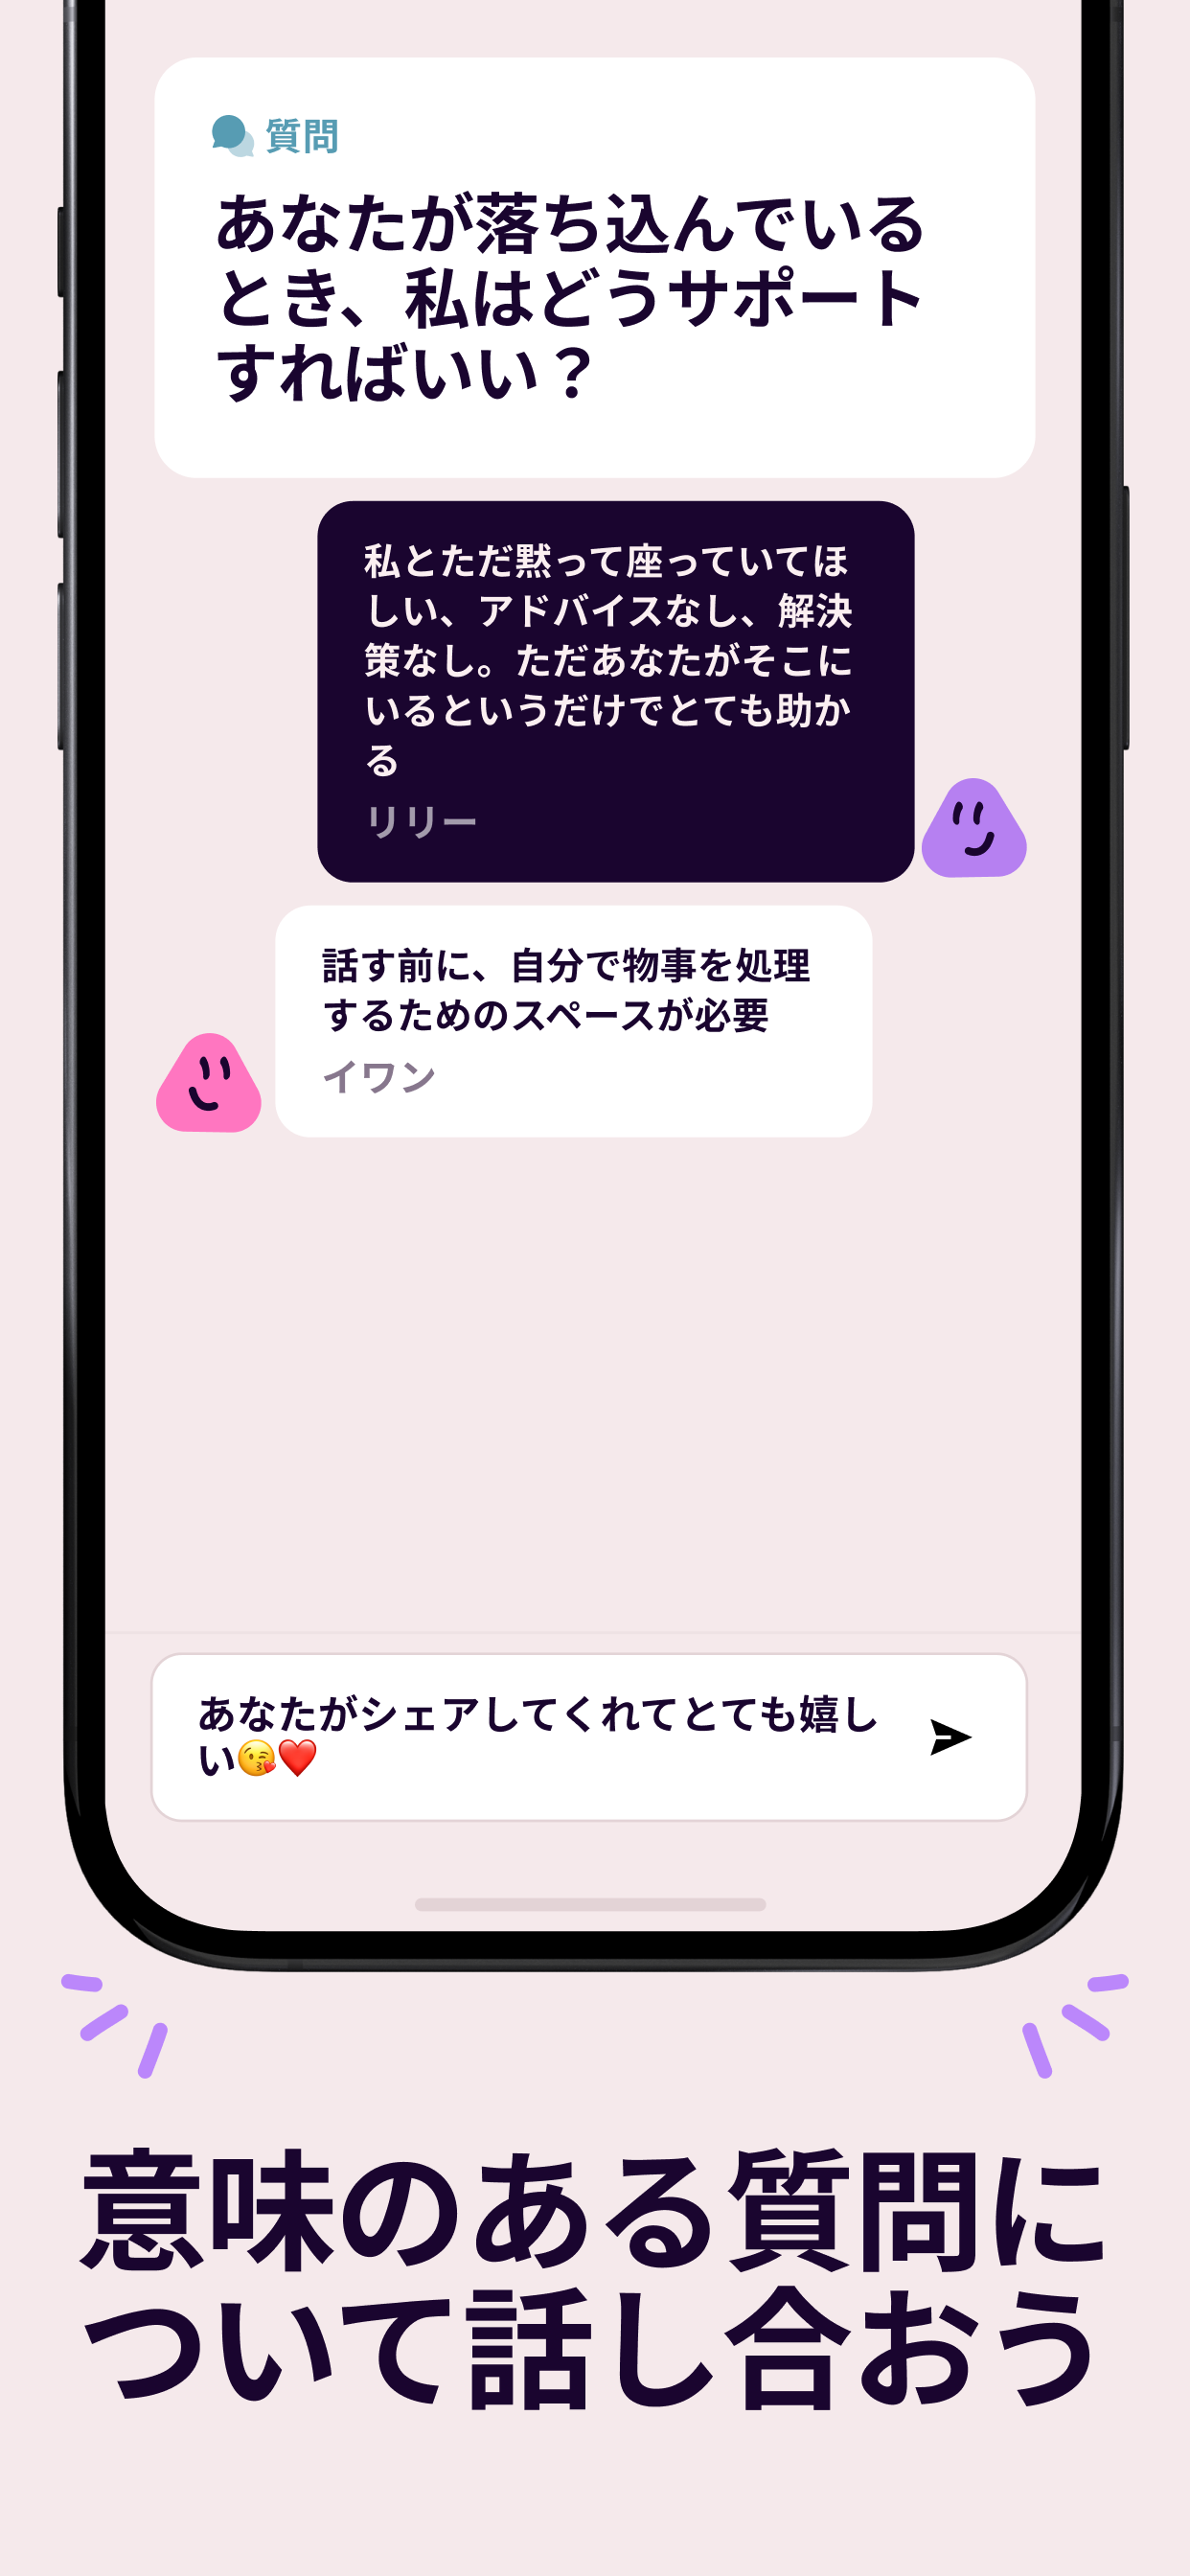 質問
あなたが落ち込んでいる
とき、私はどうサポート
すればいい？
私とただ黙って座っていてほ
しい、アドバイスなし、解決
策なし。ただあなたがそこに
いるというだけでとても助か
る
リリー
話す前に、自分で物事を処理
するためのスペースが必要
イワン
あなたがシェアしてくれてとても嬉し
い😘❤️
意味のある質問に
ついて話し合おう